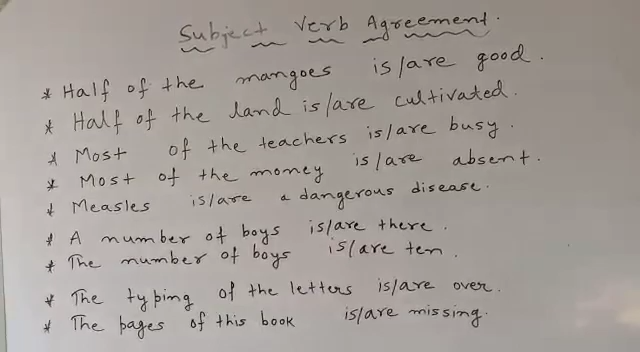 Subject Verb Agreement.
* Half of the mangoes is/are good.
* Half of the land is/are cultivated.
* Most of the teachers is/are busy.
* Most of the money is/are absent.
* Measles is/are a dangerous disease.
* A number of boys is/are there.
* The number of boys is/are ten.
* The typing of the letters is/are over.
* The pages of this book is/are missing.